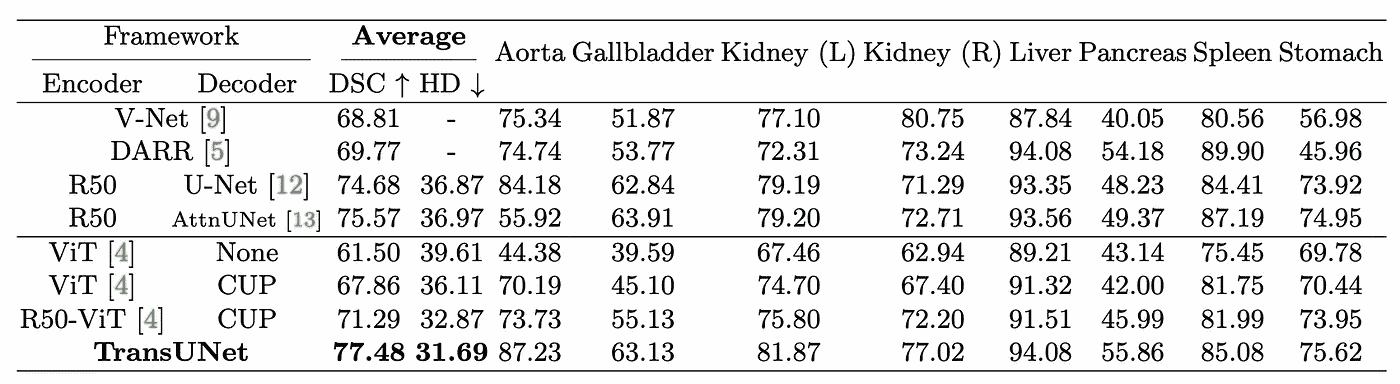 Framework Average Aorta Gallbladder Kidney (L) Kidney (R) Liver Pancreas Spleen Stomach
Encoder Decoder DSC ↑ HD ↓
V-Net [9] 68.81 - 75.34 51.87 77.10 80.75 87.84 40.05 80.56 56.98
DARR [5] 69.77 - 74.74 53.77 72.31 73.24 94.08 54.18 89.90 45.96
R50 U-Net [12] 74.68 36.87 84.18 62.84 79.19 71.29 93.35 48.23 84.41 73.92
R50 AttnUNet [13] 75.57 36.97 55.92 63.91 79.20 72.71 93.56 49.37 87.19 74.95
ViT [4] None 61.50 39.61 44.38 39.59 67.46 62.94 89.21 43.14 75.45 69.78
ViT [4] CUP 67.86 36.11 70.19 45.10 74.70 67.40 91.32 42.00 81.75 70.44
R50-ViT [4] CUP 71.29 32.87 73.73 55.13 75.80 72.20 91.51 45.99 81.99 73.95
TransUNet 77.48 31.69 87.23 63.13 81.87 77.02 94.08 55.86 85.08 75.62